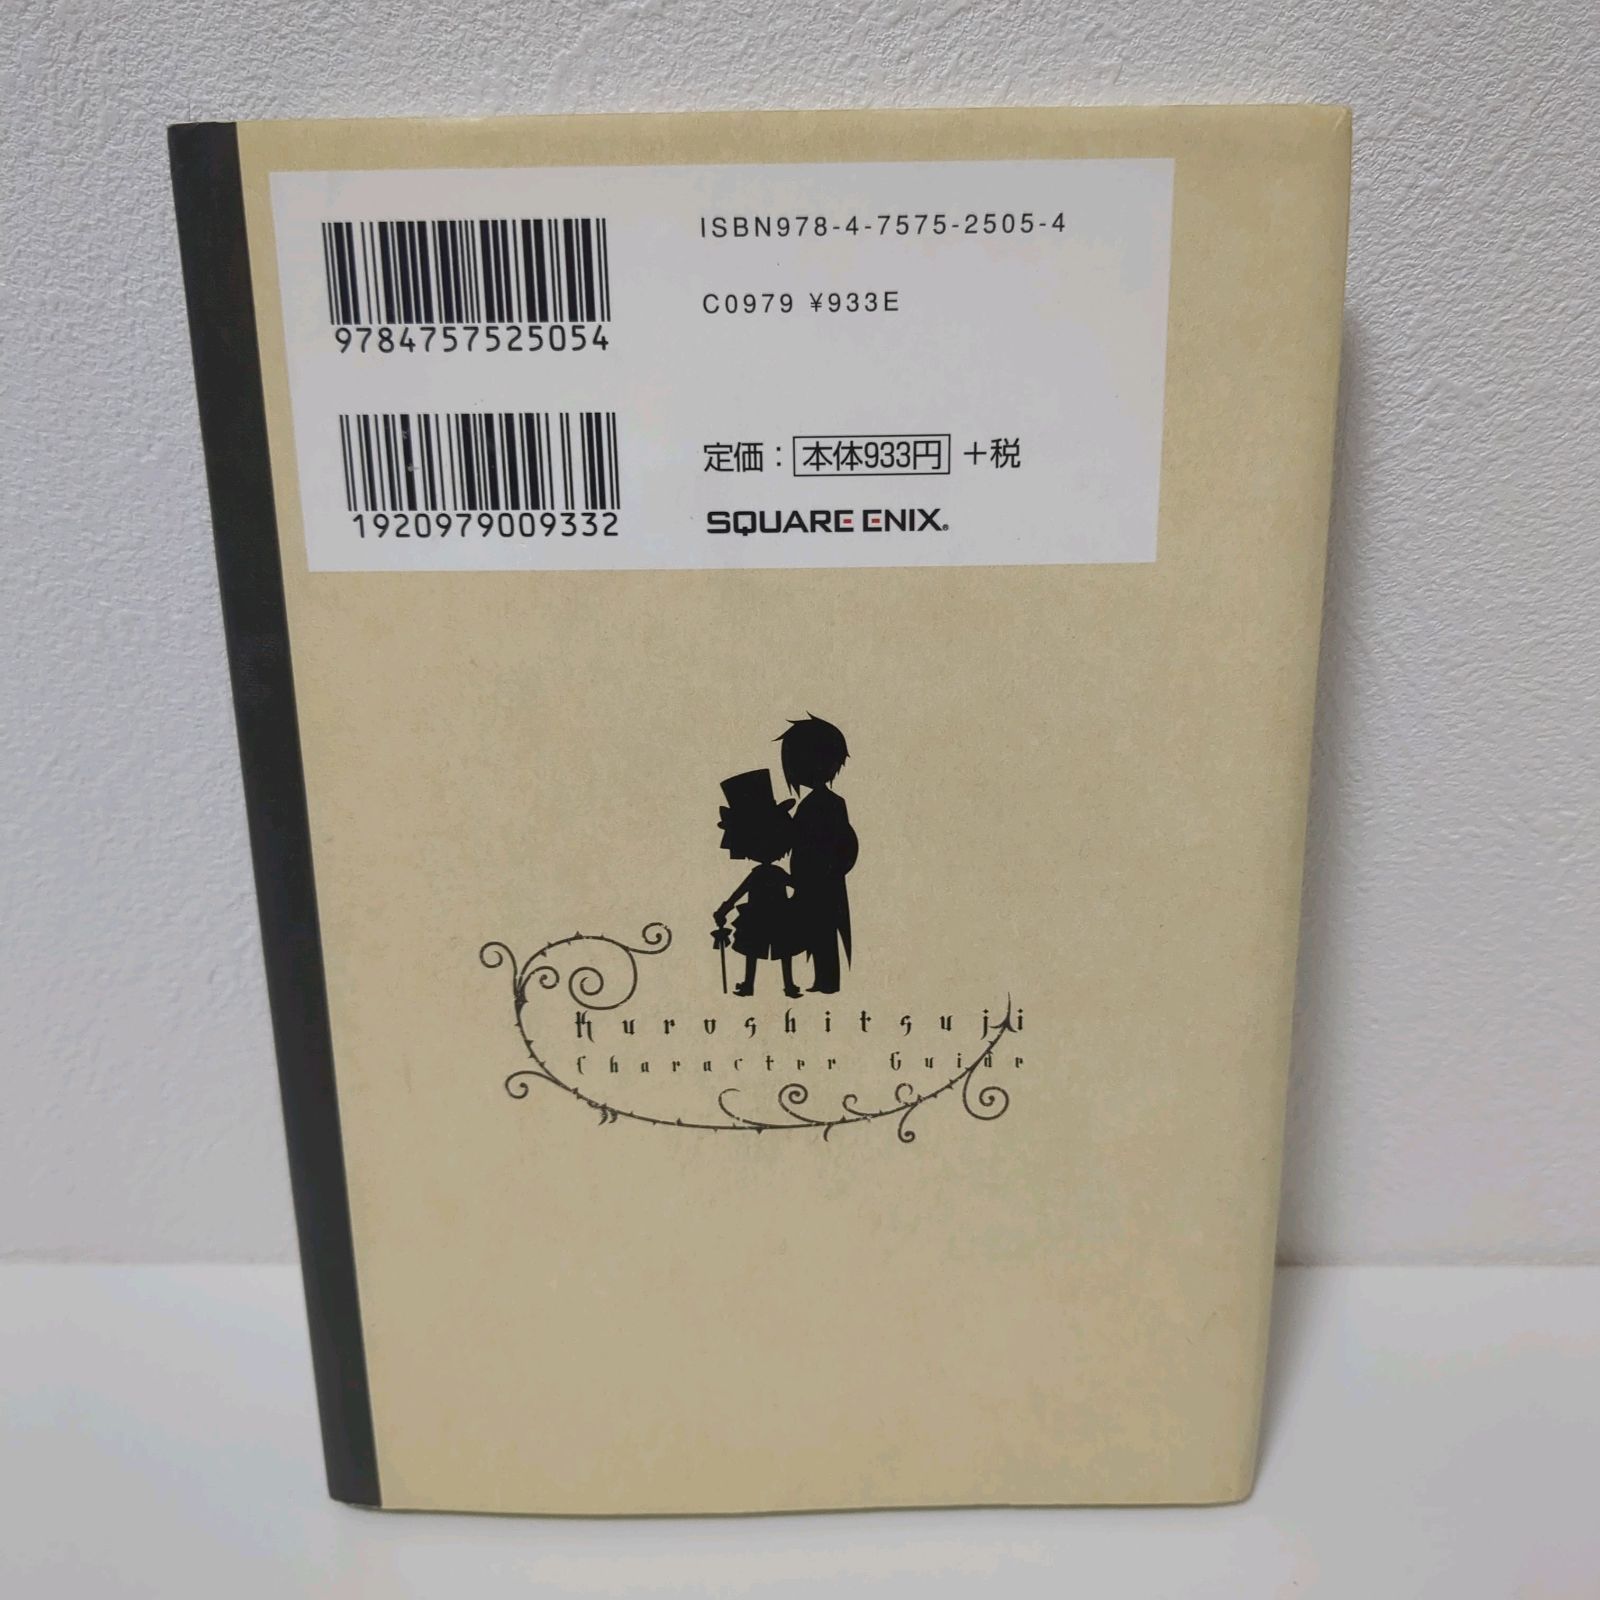 ISBN978-4-7575-2505-4
9784757525054
C0979 ¥933E
1920979009332
定価：本体933円+税
SQUARE ENIX®
Kuroshitsuji
Character Guide